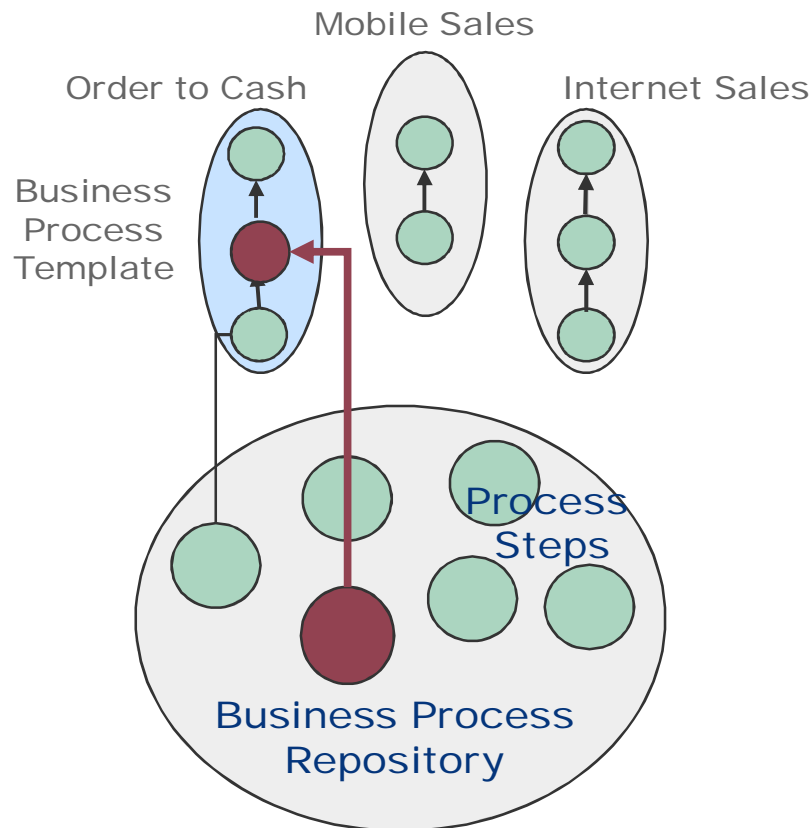 Mobile Sales
Order to Cash
Internet Sales
Business
Process
Template
Process
Steps
Business Process
Repository